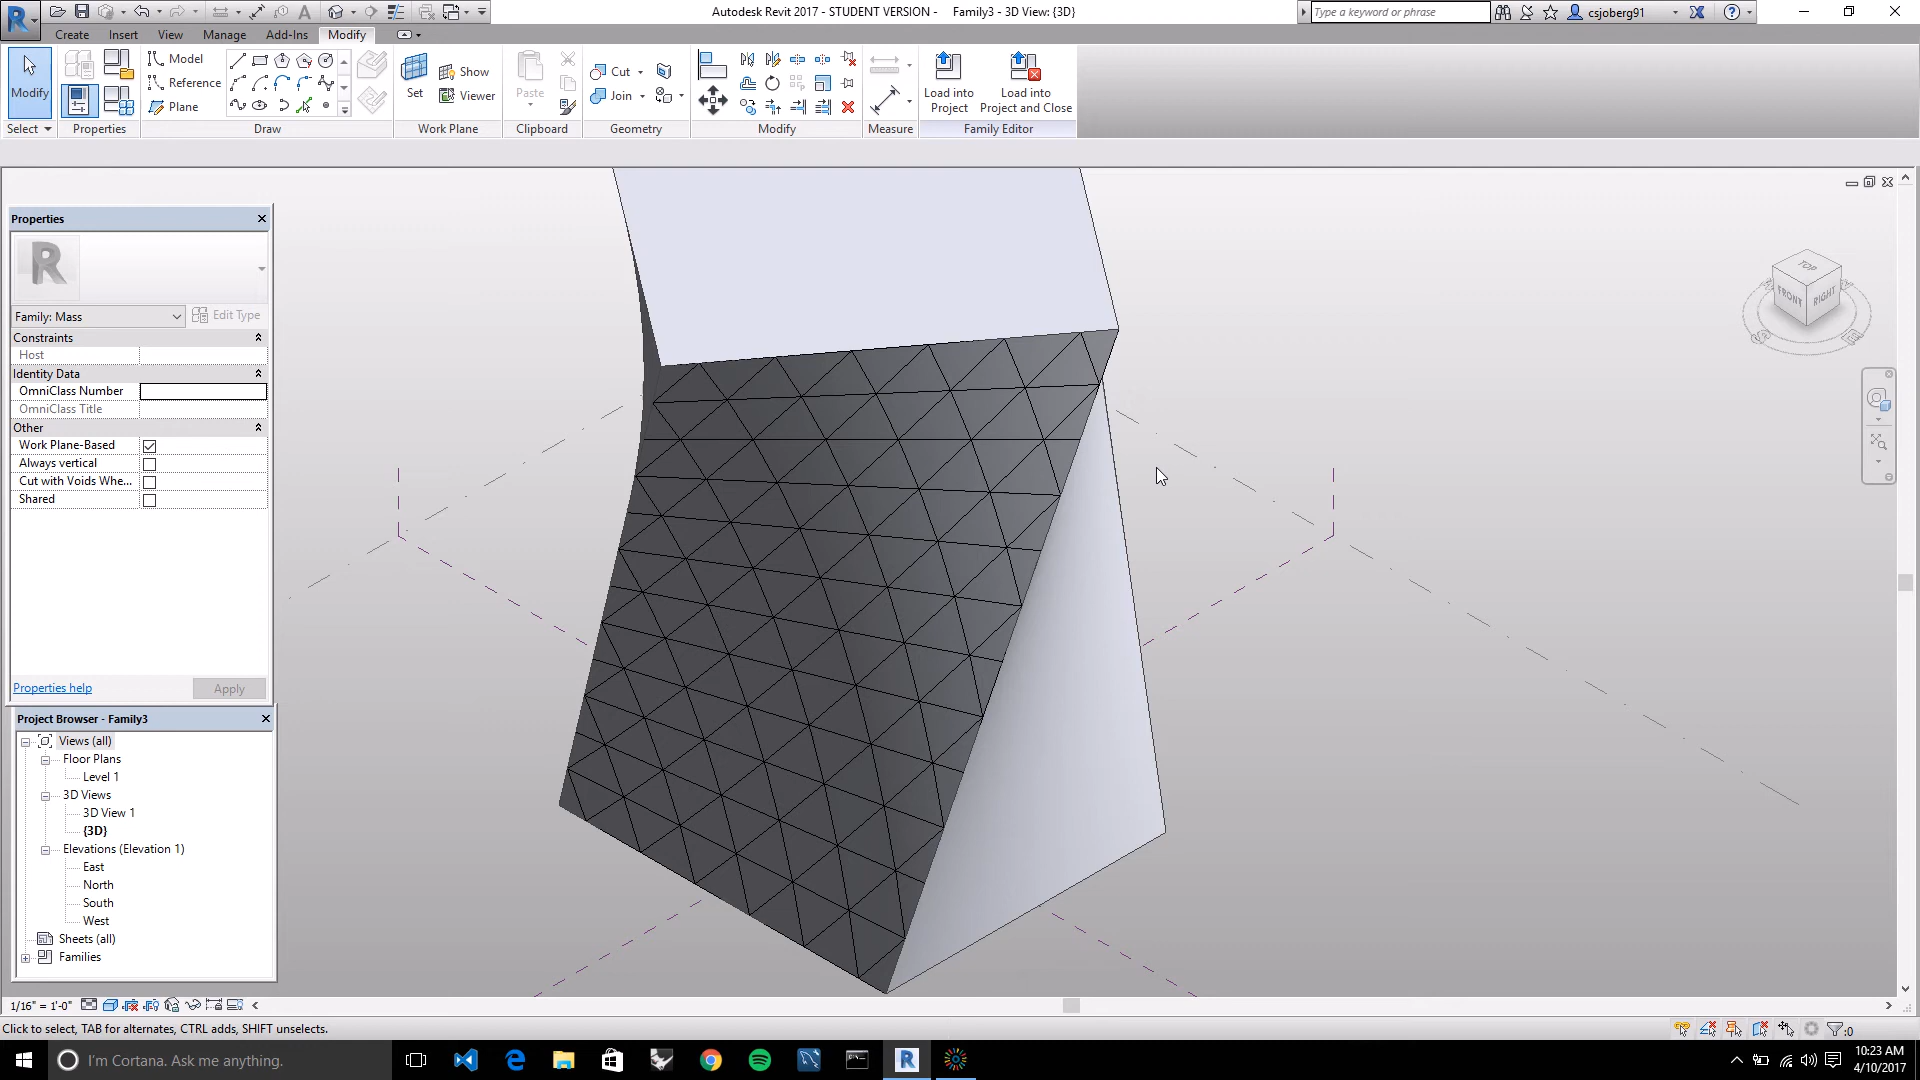 Autodesk Revit 2017 - STUDENT VERSION -    Family3 - 3D View: {3D}
Type a keyword or phrase
csjoberg91
Create Insert View Manage Add-Ins Modify
Modify
Select
Properties
Model
Reference
Plane
Draw
Set
Show
Viewer
Work Plane
Paste
Clipboard
Cut
Join
Geometry
Modify
Measure
Load into
Project
Load into
Project and Close
Family Editor
Properties
R
Family: Mass
Edit Type
Constraints
Host
Identity Data
OmniClass Number
OmniClass Title
Other
Work Plane-Based
Always vertical
Cut with Voids Whe...
Shared
Properties help
Apply
Project Browser - Family3
Views (all)
Floor Plans
Level 1
3D Views
3D View 1
{3D}
Elevations (Elevation 1)
East
North
South
West
Sheets (all)
Families
TOP
FRONT
RIGHT
1/16" = 1'-0"
Click to select, TAB for alternates, CTRL adds, SHIFT unselects.
:0
I'm Cortana. Ask me anything.
10:23 AM
4/10/2017